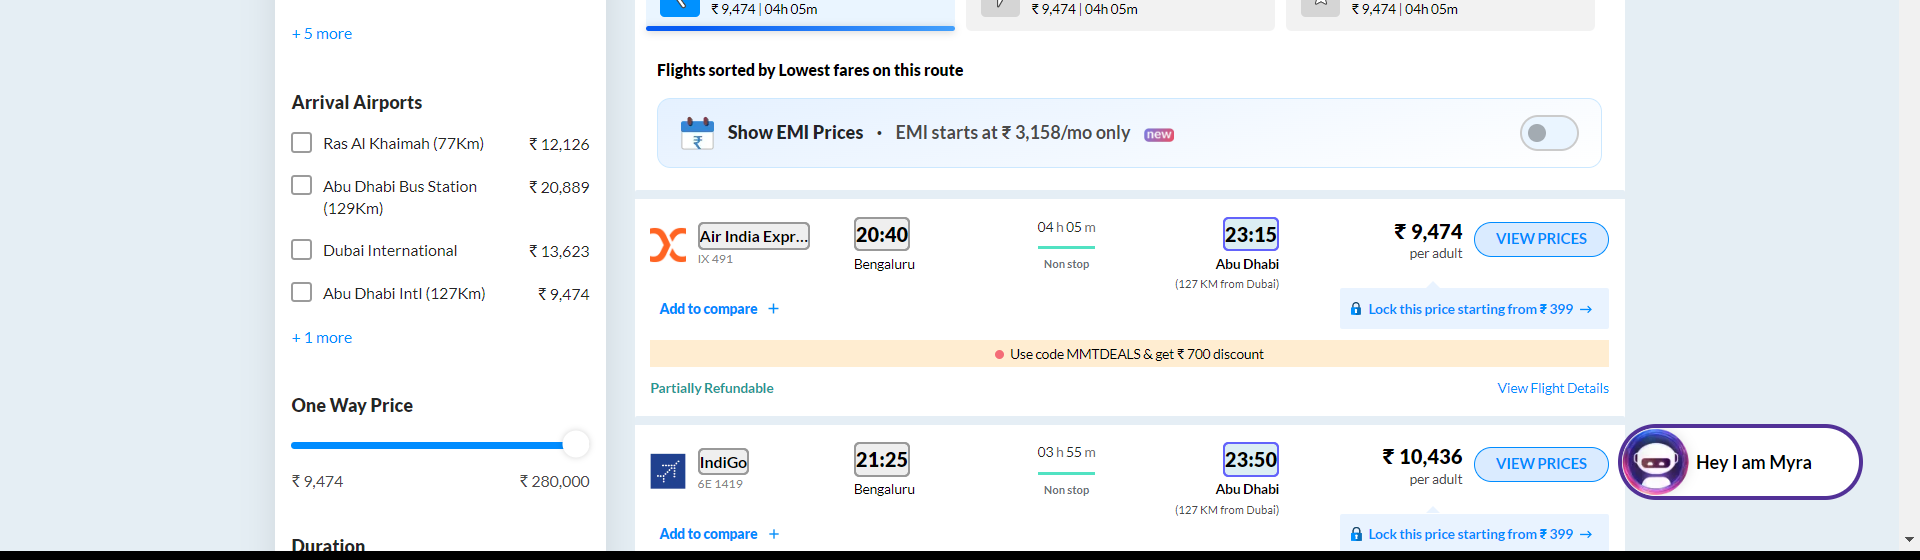 + 5 more
Arrival Airports
Ras Al Khaimah (77Km) ₹ 12,126
Abu Dhabi Bus Station ₹ 20,889
(129Km)
Dubai International ₹ 13,623
Abu Dhabi Intl (127Km) ₹ 9,474
+ 1 more
One Way Price
₹ 9,474 ₹ 280,000
Duration
₹ 9,474 | 04h 05m ₹ 9,474 | 04h 05m ₹ 9,474 | 04h 05m
Flights sorted by Lowest fares on this route
₹ Show EMI Prices · EMI starts at ₹ 3,158/mo only new
Air India Expr... 20:40 04 h 05 m 23:15 ₹ 9,474 VIEW PRICES
IX 491 Bengaluru Non stop Abu Dhabi per adult
(127 KM from Dubai)
Add to compare + Lock this price starting from ₹ 399 →
Use code MMTDEALS & get ₹ 700 discount
Partially Refundable View Flight Details
IndiGo 21:25 03 h 55 m 23:50 ₹ 10,436 VIEW PRICES
6E 1419 Bengaluru Non stop Abu Dhabi per adult
(127 KM from Dubai)
Add to compare + Lock this price starting from ₹ 399 →
Hey I am Myra